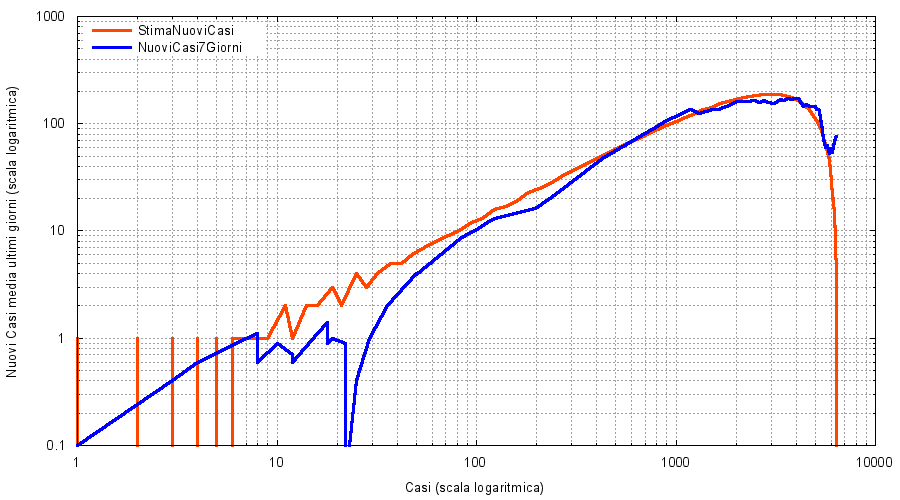 1000
StimaNuoviCasi
NuoviCasi7Giorni
100
10
1
0.1
1
10
100
1000
10000
Nuovi Casi media ultimi giorni (scala logaritmica)
Casi (scala logaritmica)